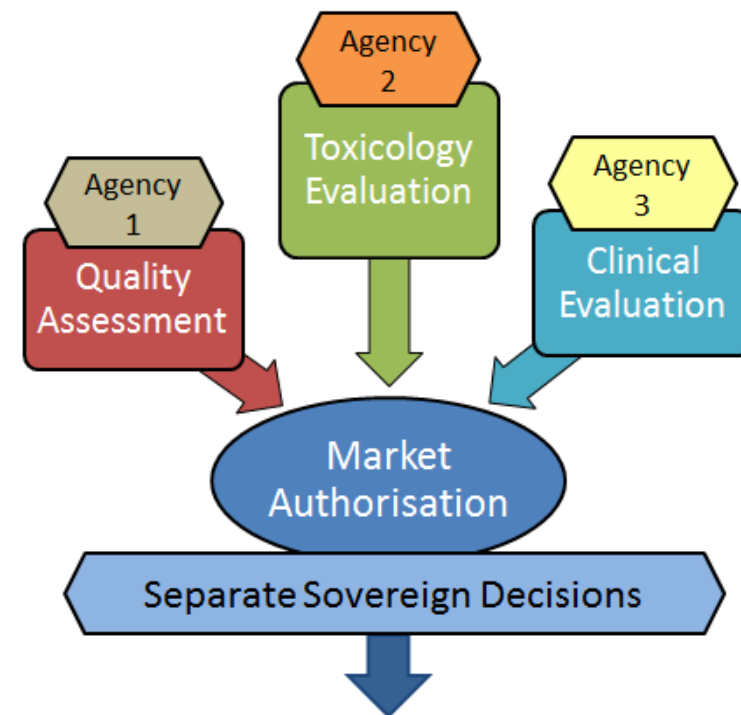 Agency
1
Quality
Assessment
Agency
2
Toxicology
Evaluation
Agency
3
Clinical
Evaluation
Market
Authorisation
Separate Sovereign Decisions